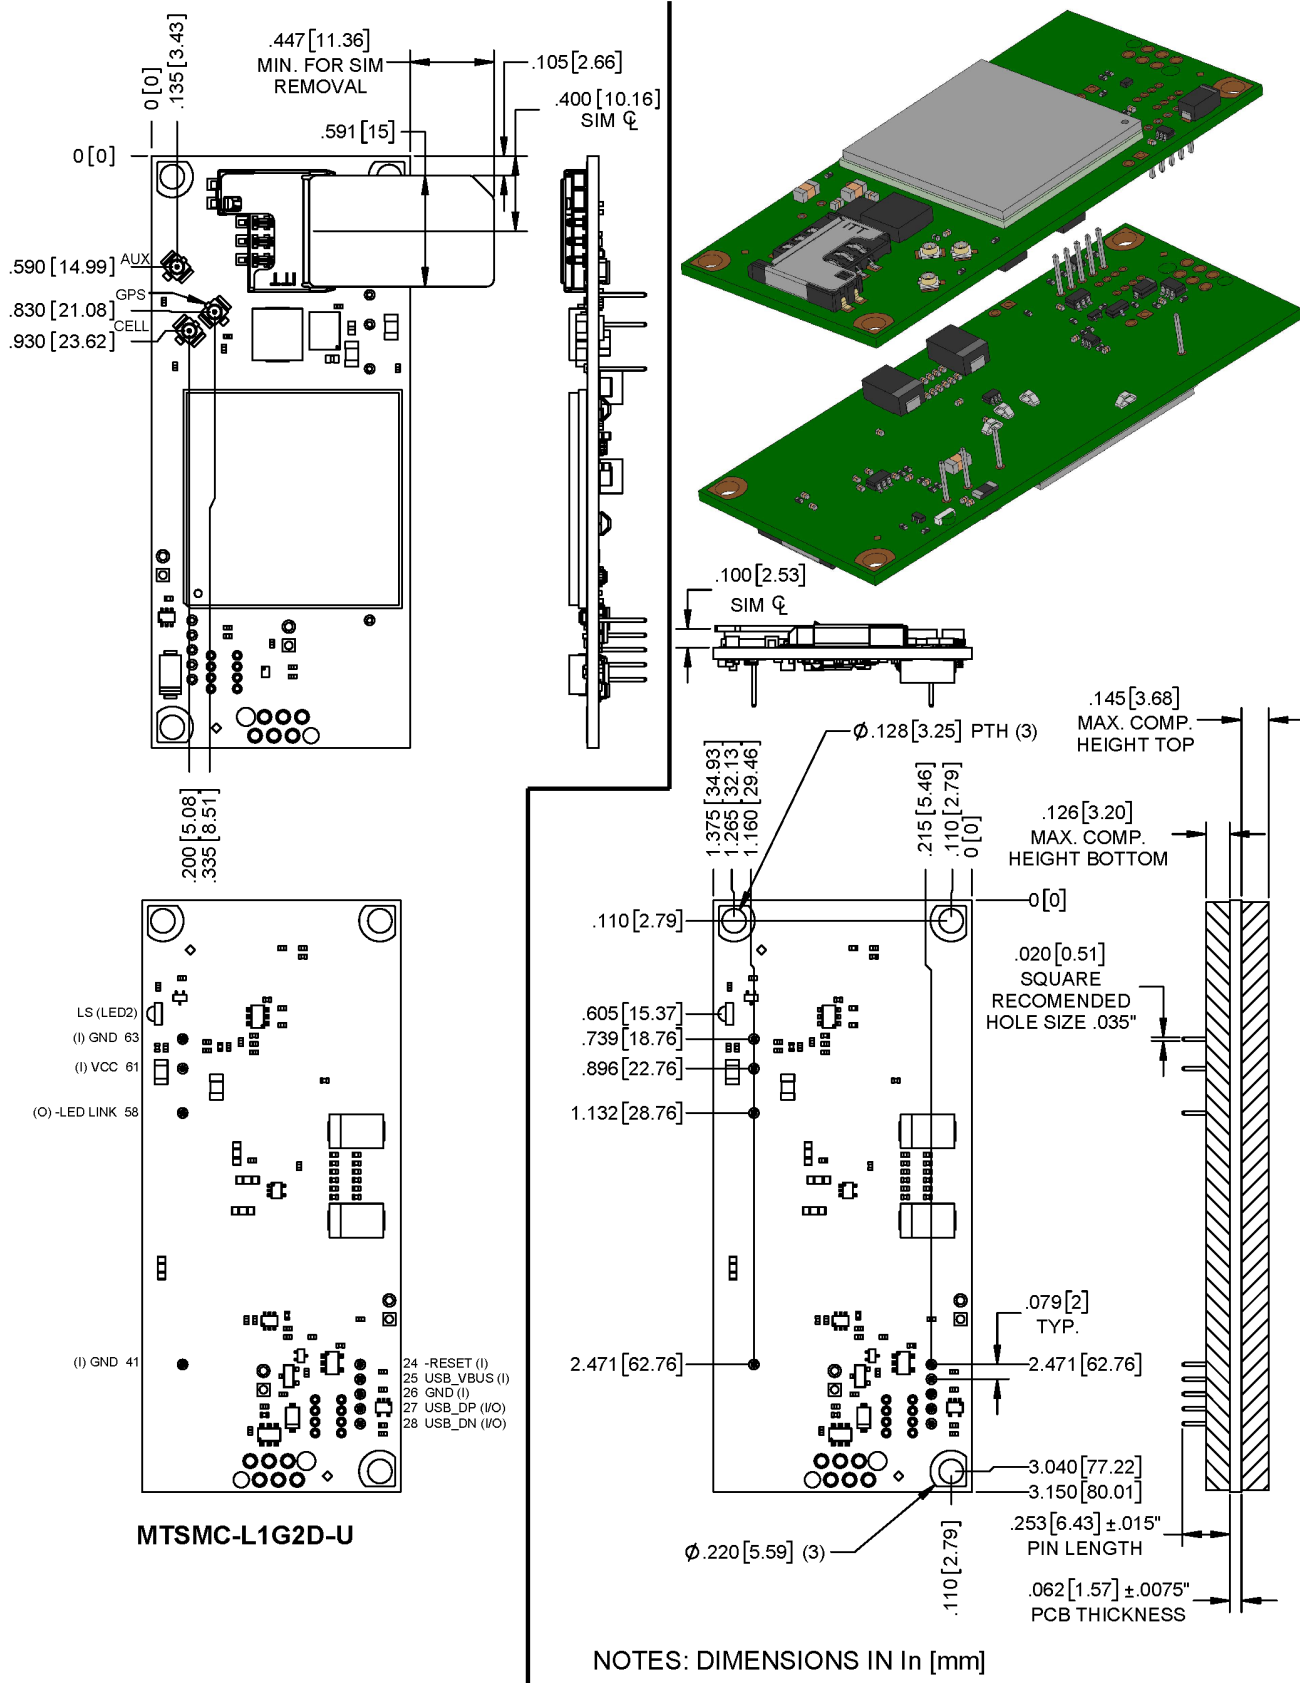 .447[11.36]
MIN. FOR SIM
REMOVAL
0[0]
.135[3.43]
.105[2.66]
.400[10.16]
SIM ℄
.591[15]
0[0]
AUX
.590[14.99]
GPS
.830[21.08]
CELL
.930[23.62]
.200[5.08]
.335[8.51]
.100[2.53]
SIM ℄
.145[3.68]
MAX. COMP.
HEIGHT TOP
Ø.128[3.25] PTH (3)
1.375[34.93]
1.265[32.13]
1.160[29.46]
.215[5.46]
.110[2.79]
0[0]
.126[3.20]
MAX. COMP.
HEIGHT BOTTOM
0[0]
.110[2.79]
.020[0.51]
SQUARE
RECOMENDED
HOLE SIZE .035"
LS (LED2)
(I) GND 63
(I) VCC 61
(O) -LED LINK 58
(I) GND 41
24 -RESET (I)
25 USB_VBUS (I)
26 GND (I)
27 USB_DP (I/O)
28 USB_DN (I/O)
.605[15.37]
.739[18.76]
.896[22.76]
1.132[28.76]
.079[2]
TYP.
2.471[62.76]
2.471[62.76]
3.040[77.22]
3.150[80.01]
.253[6.43]±.015"
PIN LENGTH
Ø.220[5.59] (3)
.110[2.79]
.062[1.57]±.0075"
PCB THICKNESS
MTSMC-L1G2D-U
NOTES: DIMENSIONS IN In [mm]